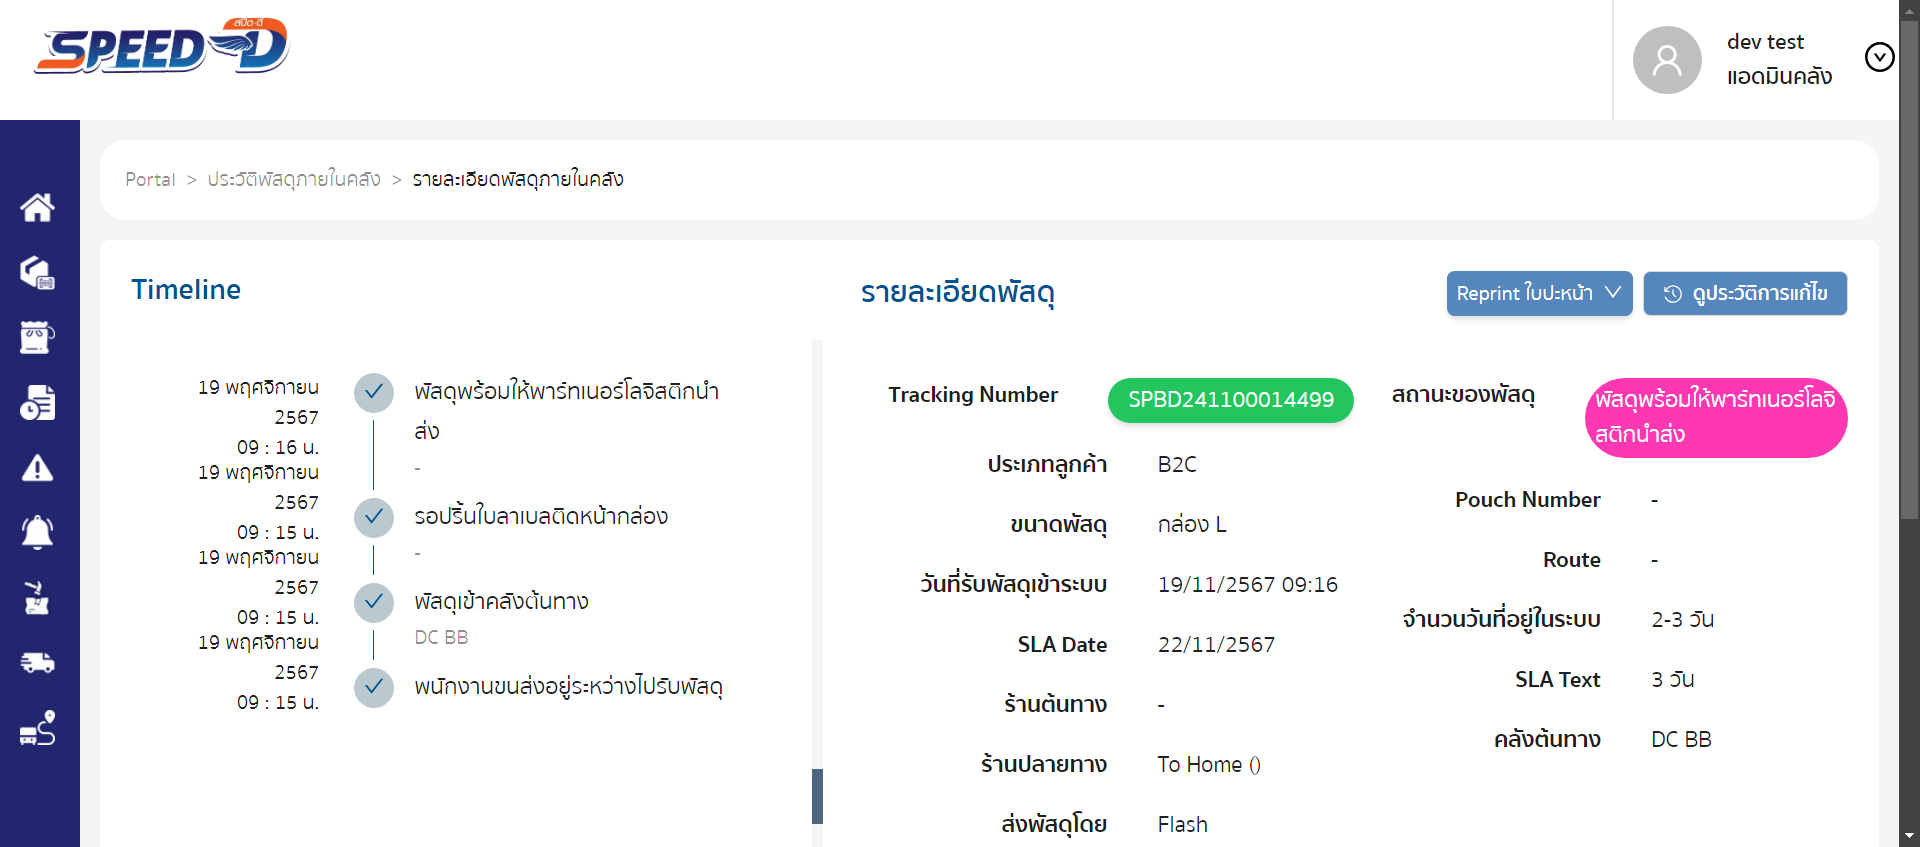 สปีด-ดี
SPEED-D
dev test
แอดมินคลัง
Portal > ประวัติพัสดุภายในคลัง > รายละเอียดพัสดุภายในคลัง
Timeline
19 พฤศจิกายน
2567
09 : 16 น.
พัสดุพร้อมให้พาร์ทเนอร์โลจิสติกนำ
ส่ง
-
19 พฤศจิกายน
2567
09 : 15 น.
รอปริ้นใบลาเบลติดหน้ากล่อง
-
19 พฤศจิกายน
2567
09 : 15 น.
พัสดุเข้าคลังต้นทาง
DC BB
19 พฤศจิกายน
2567
09 : 15 น.
พนักงานขนส่งอยู่ระหว่างไปรับพัสดุ
รายละเอียดพัสดุ
Reprint ใบปะหน้า
ดูประวัติการแก้ไข
Tracking Number SPBD241100014499
ประเภทลูกค้า B2C
ขนาดพัสดุ กล่อง L
วันที่รับพัสดุเข้าระบบ 19/11/2567 09:16
SLA Date 22/11/2567
ร้านต้นทาง -
ร้านปลายทาง To Home ()
ส่งพัสดุโดย Flash
สถานะของพัสดุ พัสดุพร้อมให้พาร์ทเนอร์โลจิ
สติกนำส่ง
Pouch Number -
Route -
จำนวนวันที่อยู่ในระบบ 2-3 วัน
SLA Text 3 วัน
คลังต้นทาง DC BB